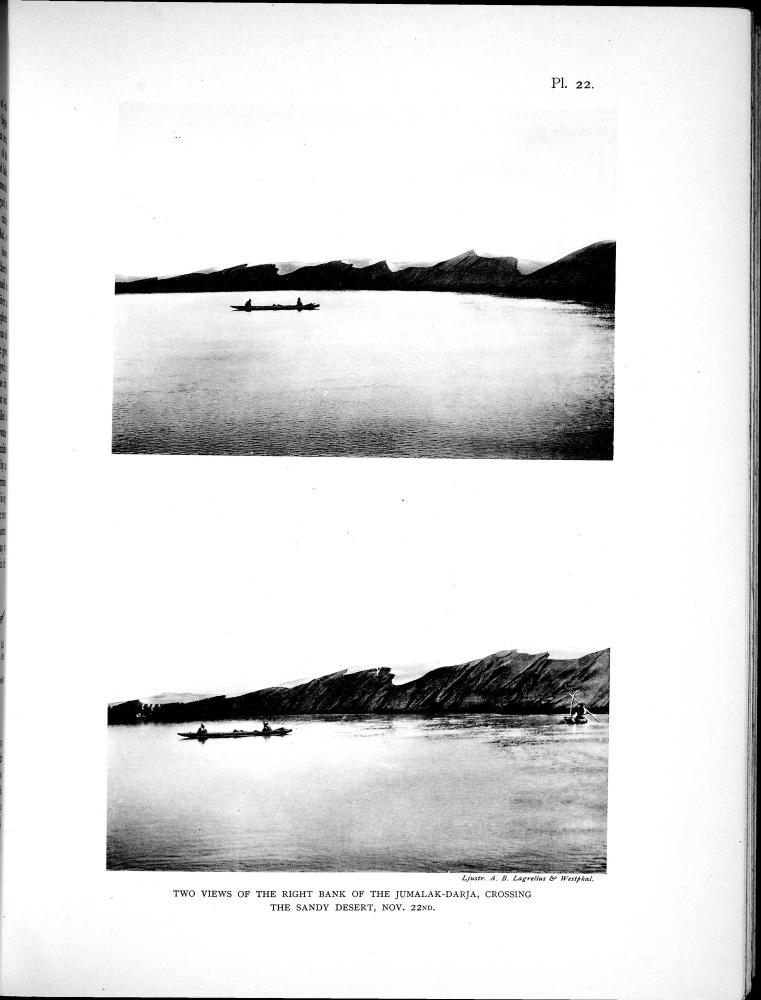 Pl. 22.
Ljustr. A. B. Lagrelius & Westphal.
TWO VIEWS OF THE RIGHT BANK OF THE JUMALAK-DARJA, CROSSING
THE SANDY DESERT, NOV. 22ND.